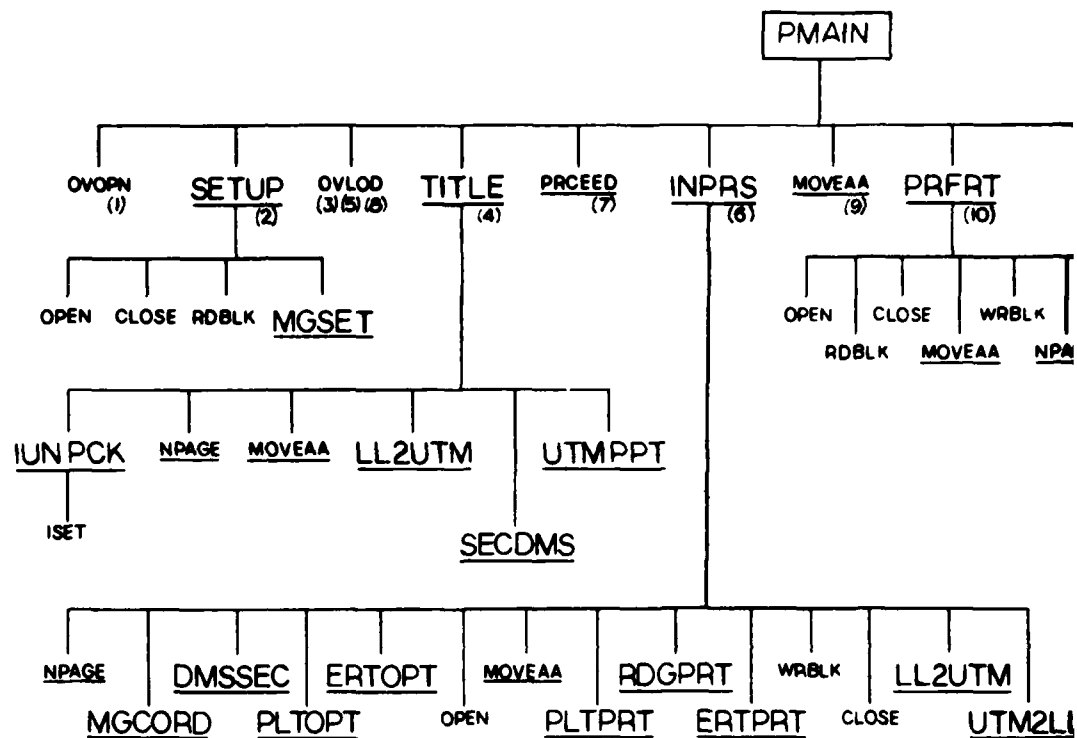 PMAIN
OVOPN SETUP OVLOD TITLE PRCEED INPRS MOVEAA PRFRT
(1) (2) (3)(5)(8) (4) (7) (6) (9) (10)
OPEN CLOSE RDBLK MGSET OPEN CLOSE WRBLK
RDBLK MOVEAA NPA
IUNPCK NPAGE MOVEAA LL2UTM UTMPPT
ISET
SECDMS
NPAGE DMSSEC ERTOPT MOVEAA RDGPRT WRBLK LL2UTM
MGCORD PLTOPT OPEN PLTPRT ERTPRT CLOSE UTM2LL